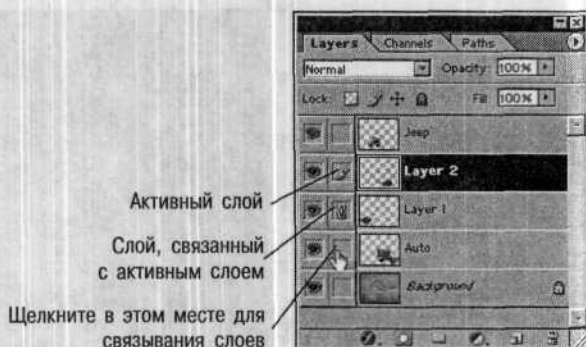 Layers Channels Paths
Normal Opacity: 100%
Lock: Fill: 100%
Jeep
Layer 2
Layer 1
Auto
Background
Активный слой
Слой, связанный
с активным слоем
Щелкните в этом месте для
связывания слоев